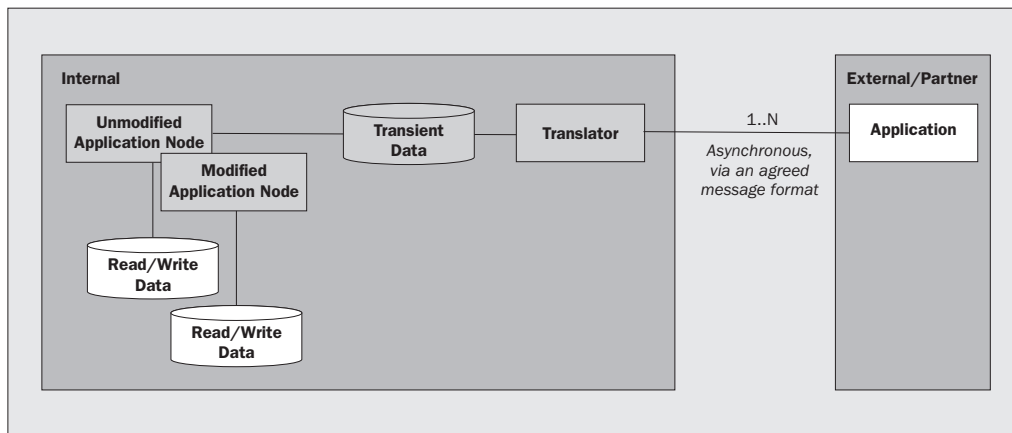 Internal
External/Partner
Unmodified
Application Node
Transient
Data
Translator
1..N
Application
Asynchronous,
via an agreed
message format
Modified
Application Node
Read/Write
Data
Read/Write
Data